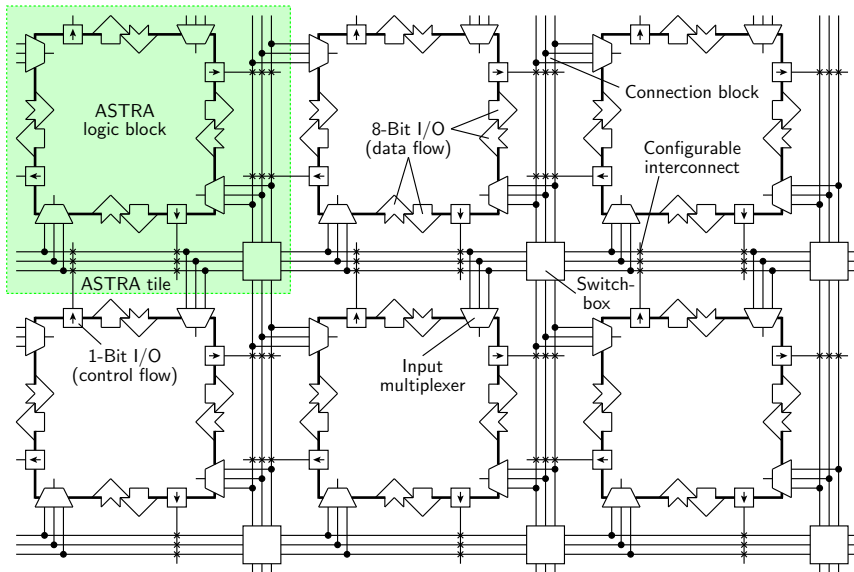 ASTRA
logic block
8-Bit I/O
(data flow)
Connection block
Configurable
interconnect
ASTRA tile
Switch-
box
1-Bit I/O
(control flow)
Input
multiplexer